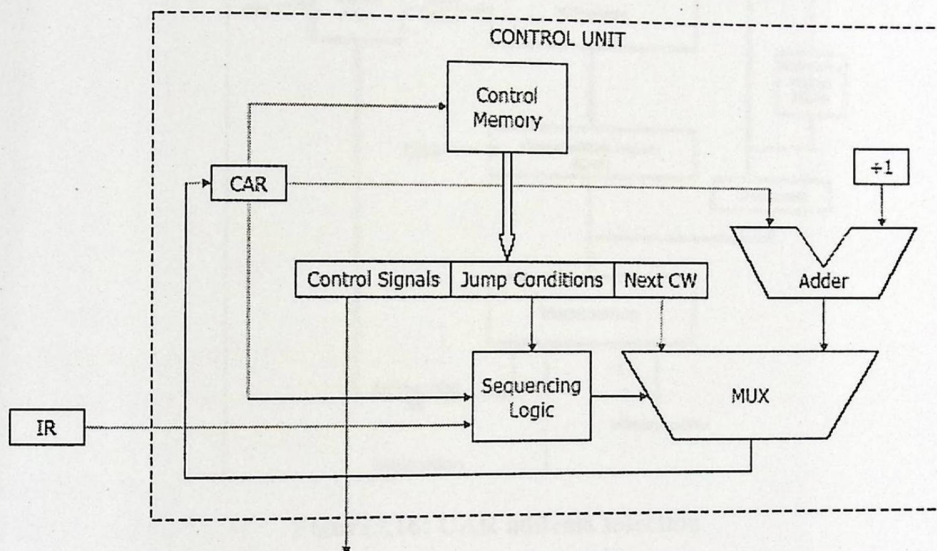 CONTROL UNIT
Control
Memory
CAR
÷1
Control Signals
Jump Conditions
Next CW
Adder
Sequencing
Logic
MUX
IR